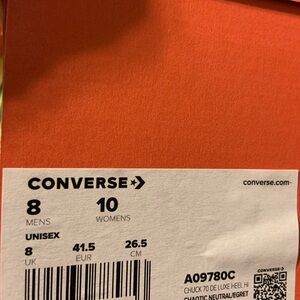 CONVERSE
converse.com
8 10
MENS WOMENS
UNISEX
8 41.5 26.5
UK EUR CM
A09780C
CHUCK 70 DE LUXE HEEL HI
CHAOTIC NEUTRAL/EGRET